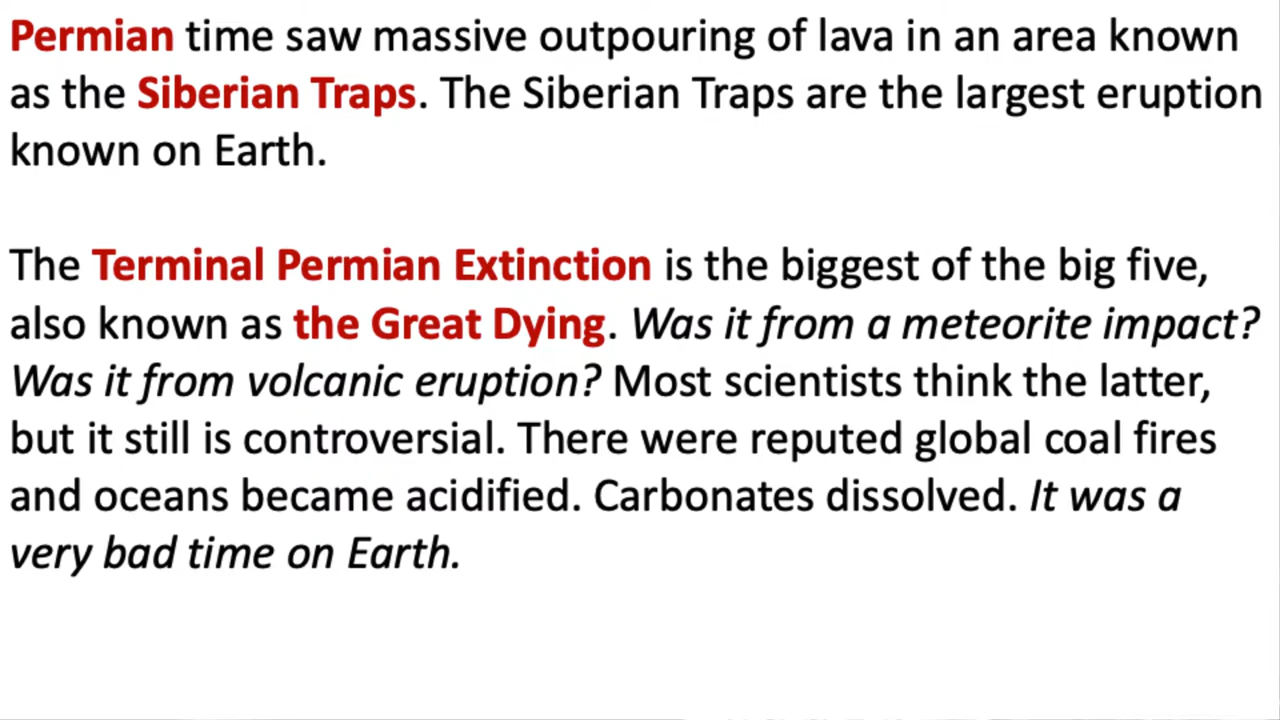 Permian time saw massive outpouring of lava in an area known
as the Siberian Traps. The Siberian Traps are the largest eruption
known on Earth.
The Terminal Permian Extinction is the biggest of the big five,
also known as the Great Dying. Was it from a meteorite impact?
Was it from volcanic eruption? Most scientists think the latter,
but it still is controversial. There were reputed global coal fires
and oceans became acidified. Carbonates dissolved. It was a
very bad time on Earth.